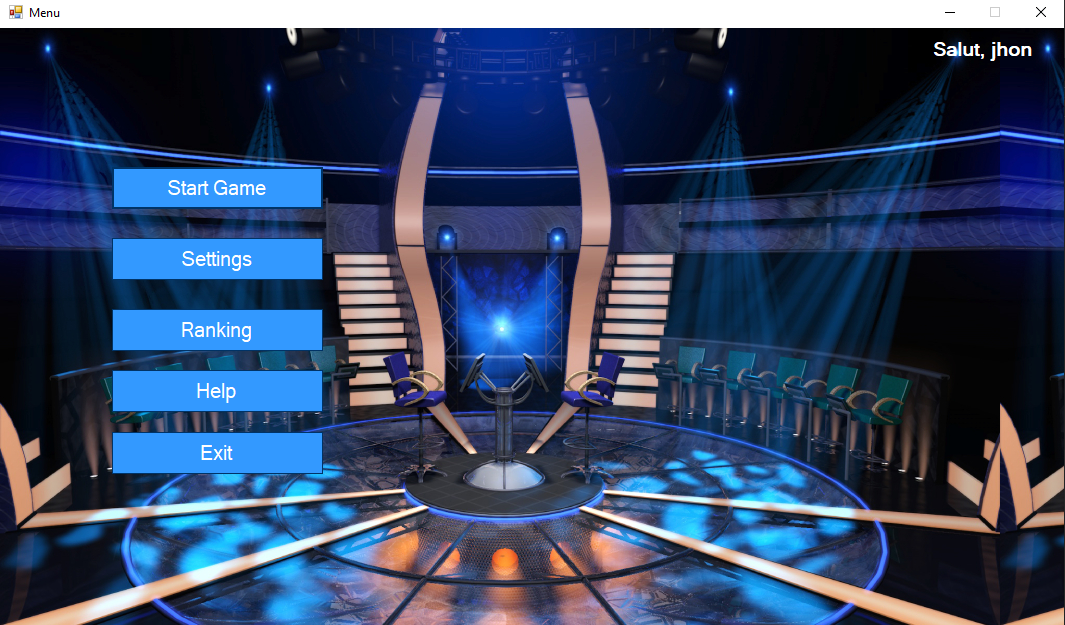 Menu
Salut, jhon
Start Game
Settings
Ranking
Help
Exit